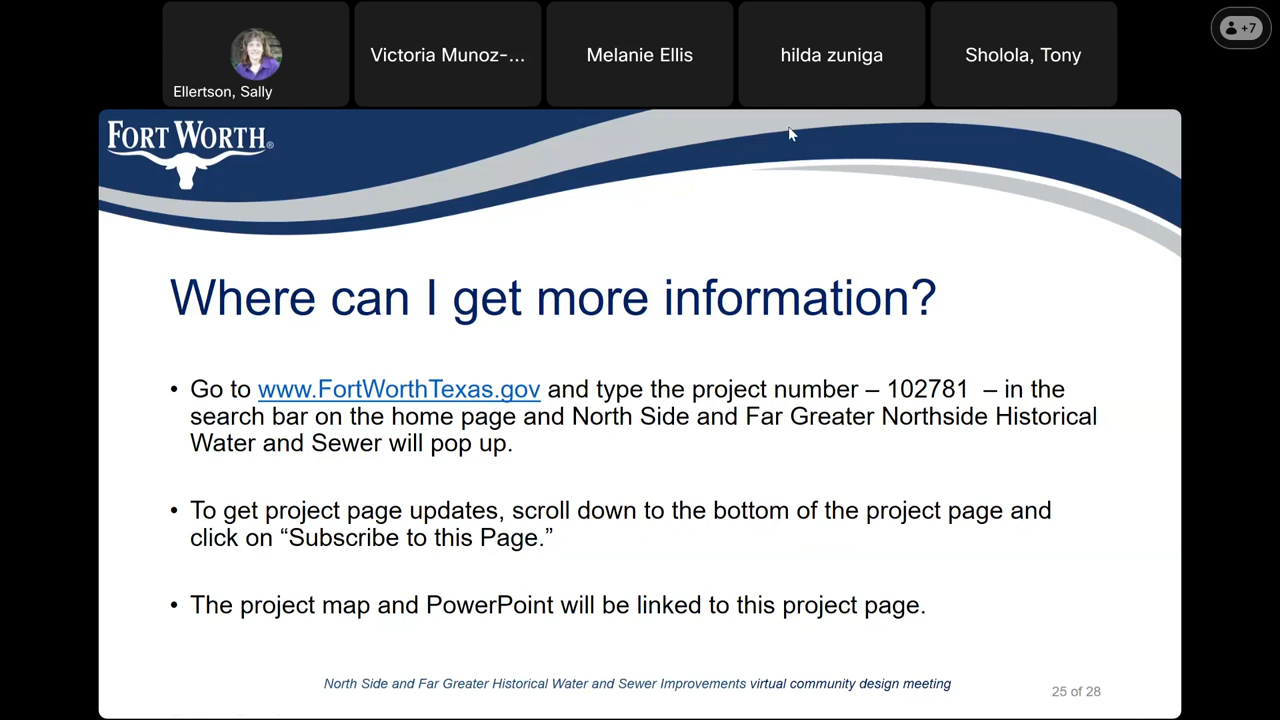 Ellertson, Sally
Victoria Munoz-...
Melanie Ellis
hilda zuniga
Sholola, Tony
+7
FORT WORTH®
Where can I get more information?
• Go to www.FortWorthTexas.gov and type the project number – 102781 – in the
search bar on the home page and North Side and Far Greater Northside Historical
Water and Sewer will pop up.
• To get project page updates, scroll down to the bottom of the project page and
click on “Subscribe to this Page.”
• The project map and PowerPoint will be linked to this project page.
North Side and Far Greater Historical Water and Sewer Improvements virtual community design meeting
25 of 28